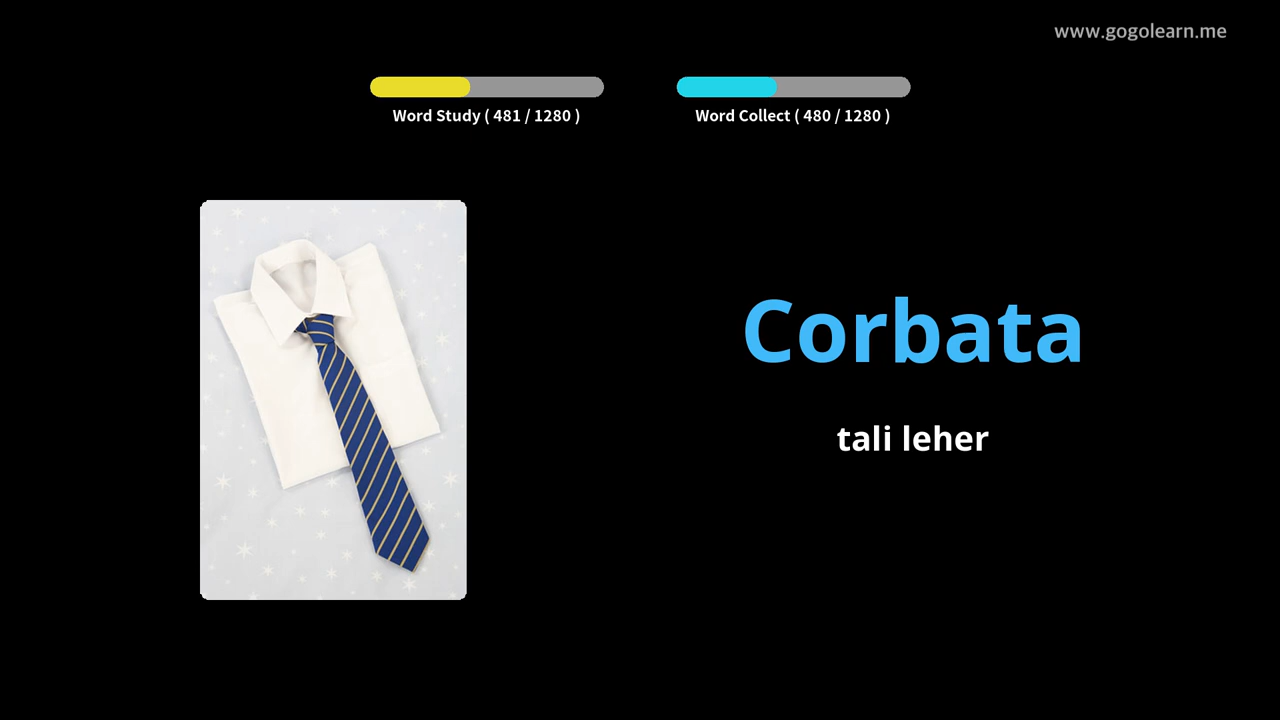 www.gogolearn.me
Word Study ( 481 / 1280 )
Word Collect ( 480 / 1280 )
Corbata
tali leher